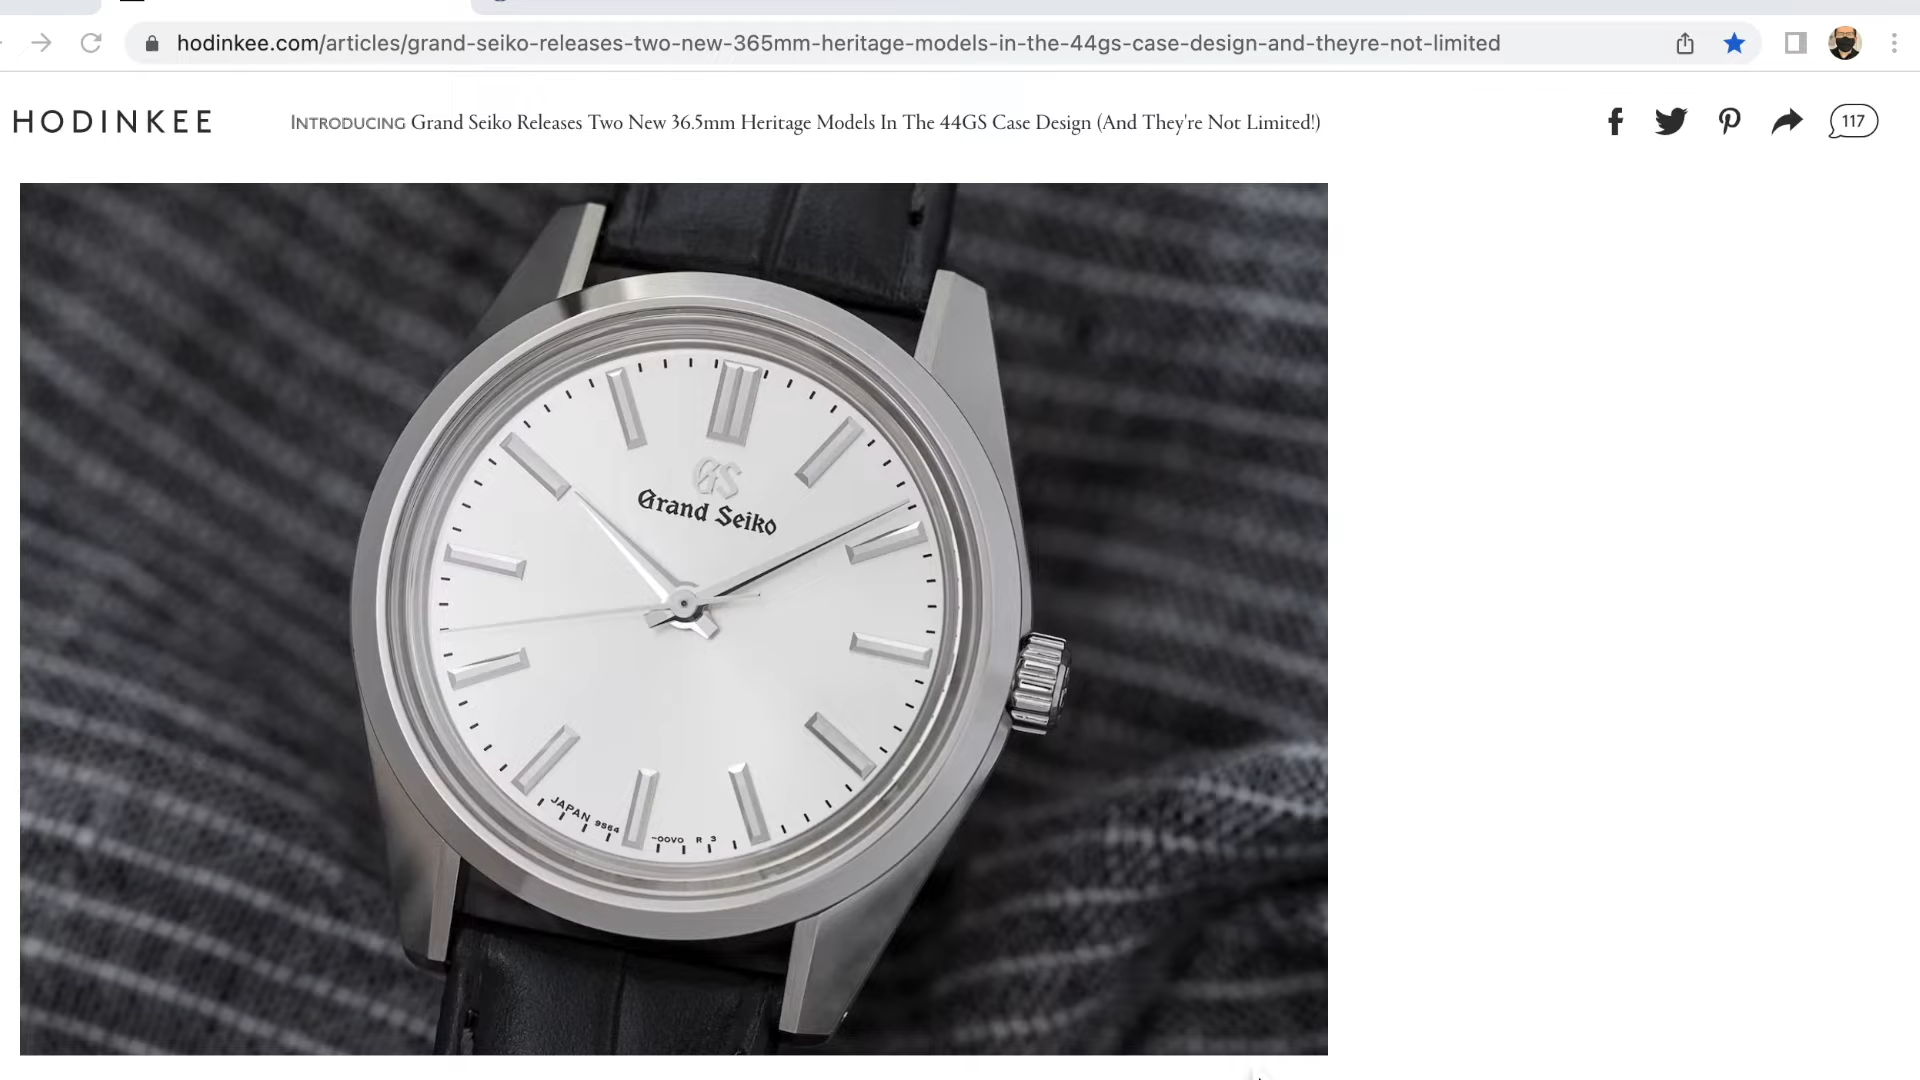 hodinkee.com/articles/grand-seiko-releases-two-new-365mm-heritage-models-in-the-44gs-case-design-and-theyre-not-limited
HODINKEE
INTRODUCING Grand Seiko Releases Two New 36.5mm Heritage Models In The 44GS Case Design (And They're Not Limited!)
117
GS
Grand Seiko
JAPAN 9S64 -00V0 R 3